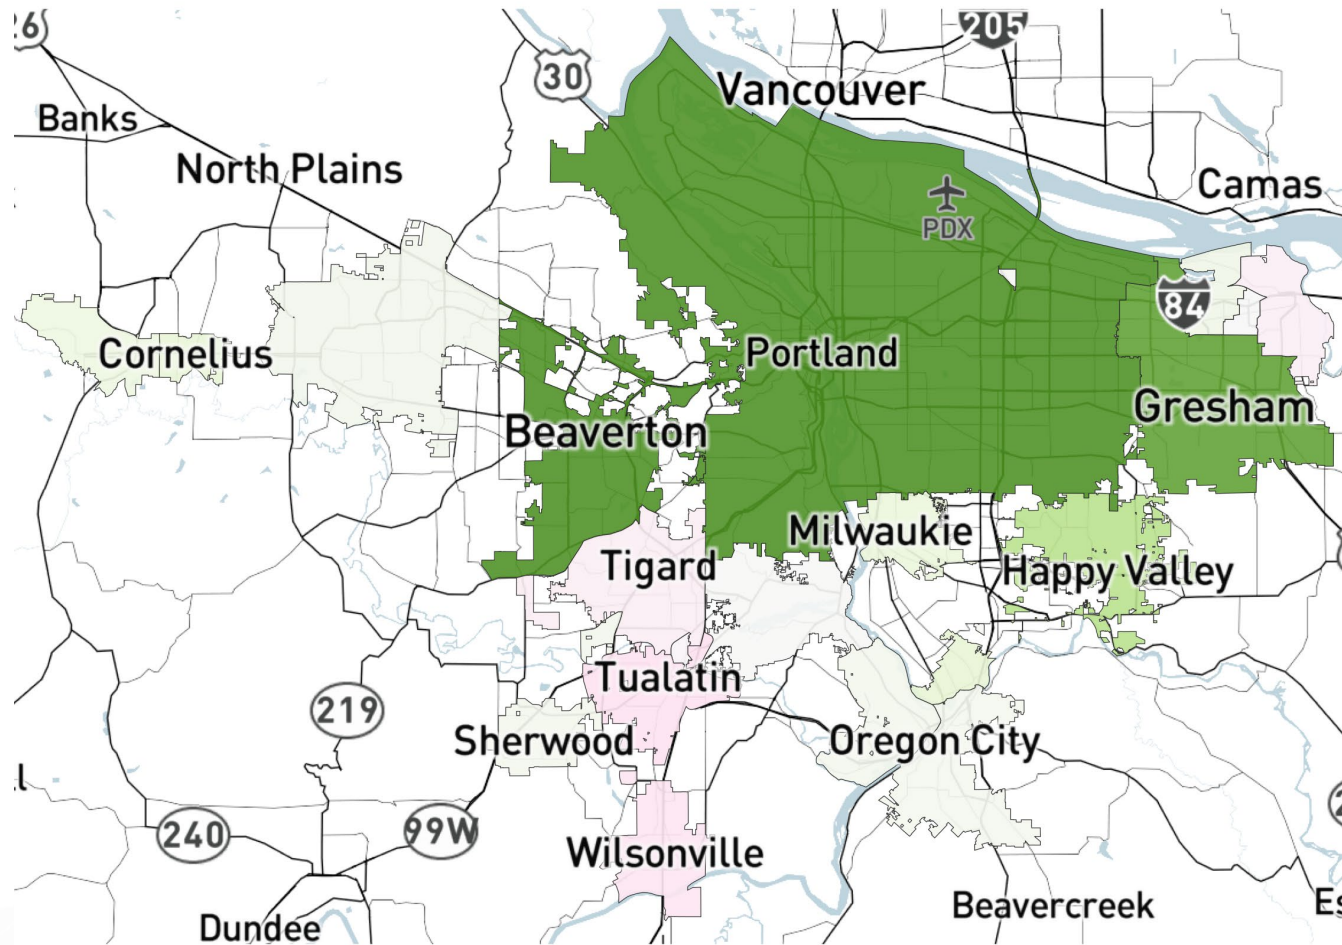 26
205
30
Vancouver
Banks
North Plains
Camas
PDX
84
Cornelius
Portland
Gresham
Beaverton
Milwaukie
Tigard
Happy Valley
Tualatin
219
Sherwood
Oregon City
240
99W
Wilsonville
Beavercreek
Dundee